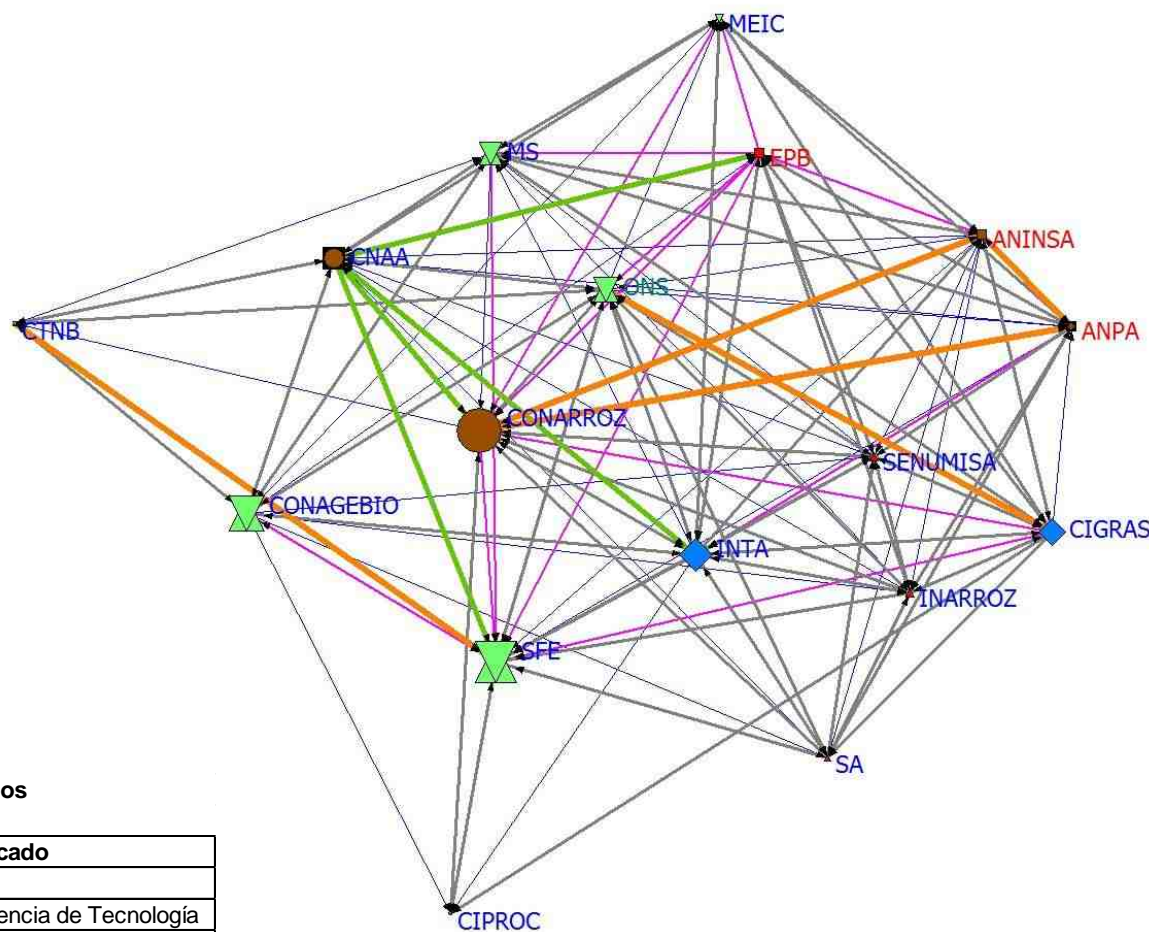 MEIC
MS
EPB
ANINSA
CNAA
ONS
CTNB
ANPA
CONARROZ
SENUMISA
CONAGEBIO
CIGRAS
INTA
INARROZ
SFE
SA
os
cado
encia de Tecnología
CIPROC